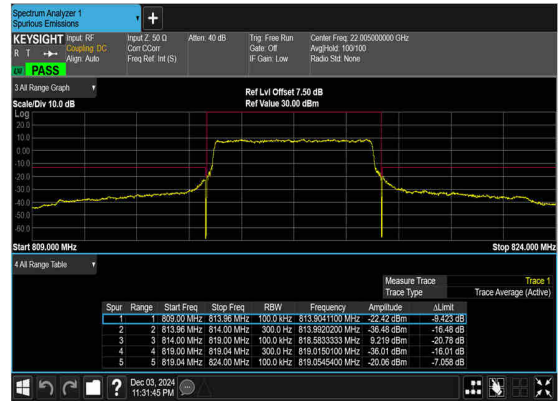 Spectrum Analyzer 1
Spurious Emissions
KEYSIGHT
R T
Input: RF
Coupling: DC
Align: Auto
Input Z: 50 Ω
Corr CCorr
Freq Ref: Int (S)
Atten: 40 dB
Trig: Free Run
Gate: Off
IF Gain: Low
Center Freq: 22.005000000 GHz
Avg|Hold: 100/100
Radio Std: None
PASS
3 All Range Graph
Ref Lvl Offset 7.50 dB
Scale/Div 10.0 dB
Ref Value 30.00 dBm
Log
20.0
10.0
0.00
-10.0
-20.0
-30.0
-40.0
-50.0
-60.0
Start 809.000 MHz
Stop 824.000 MHz
4 All Range Table
Measure Trace Trace 1
Trace Type Trace Average (Active)
Spur Range Start Freq Stop Freq RBW Frequency Amplitude ΔLimit
1 1 809.00 MHz 813.96 MHz 100.0 kHz 813.9041100 MHz -22.42 dBm -9.423 dB
2 2 813.96 MHz 814.00 MHz 300.0 Hz 813.9920200 MHz -36.48 dBm -16.48 dB
3 3 814.00 MHz 819.00 MHz 100.0 kHz 818.5833333 MHz 9.219 dBm -20.78 dB
4 4 819.00 MHz 819.04 MHz 300.0 Hz 819.0150100 MHz -36.01 dBm -16.01 dB
5 5 819.04 MHz 824.00 MHz 100.0 kHz 819.0545400 MHz -20.06 dBm -7.058 dB
Dec 03, 2024
11:31:45 PM